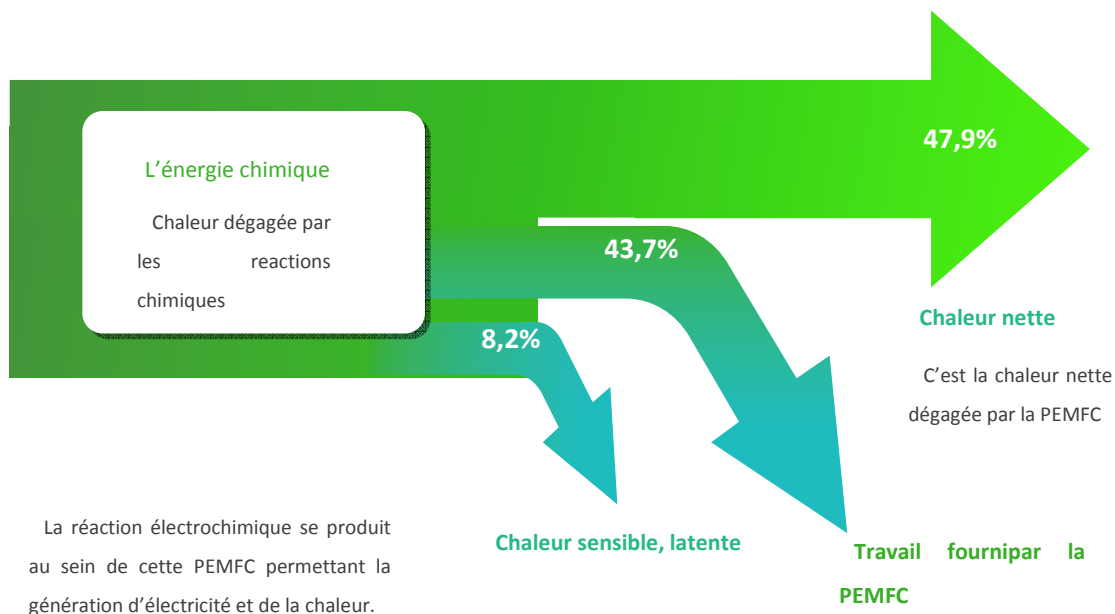 47,9%
L’énergie chimique
Chaleur dégagée par
les reactions
chimiques
43,7%
8,2%
Chaleur nette
C’est la chaleur nette
dégagée par la PEMFC
La réaction électrochimique se produit
au sein de cette PEMFC permettant la
génération d’électricité et de la chaleur.
Chaleur sensible, latente
Travail fournipar la
PEMFC